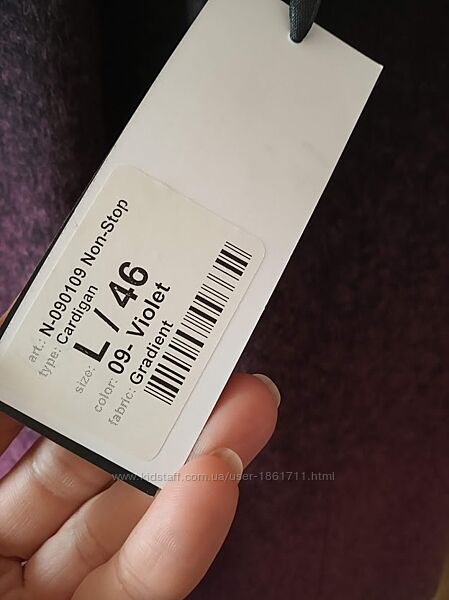 art.: N-090109 Non-Stop
type: Cardigan
size: L / 46
color: 09- Violet
fabric: Gradient
www.kidstaff.com.ua/user-1861711.html